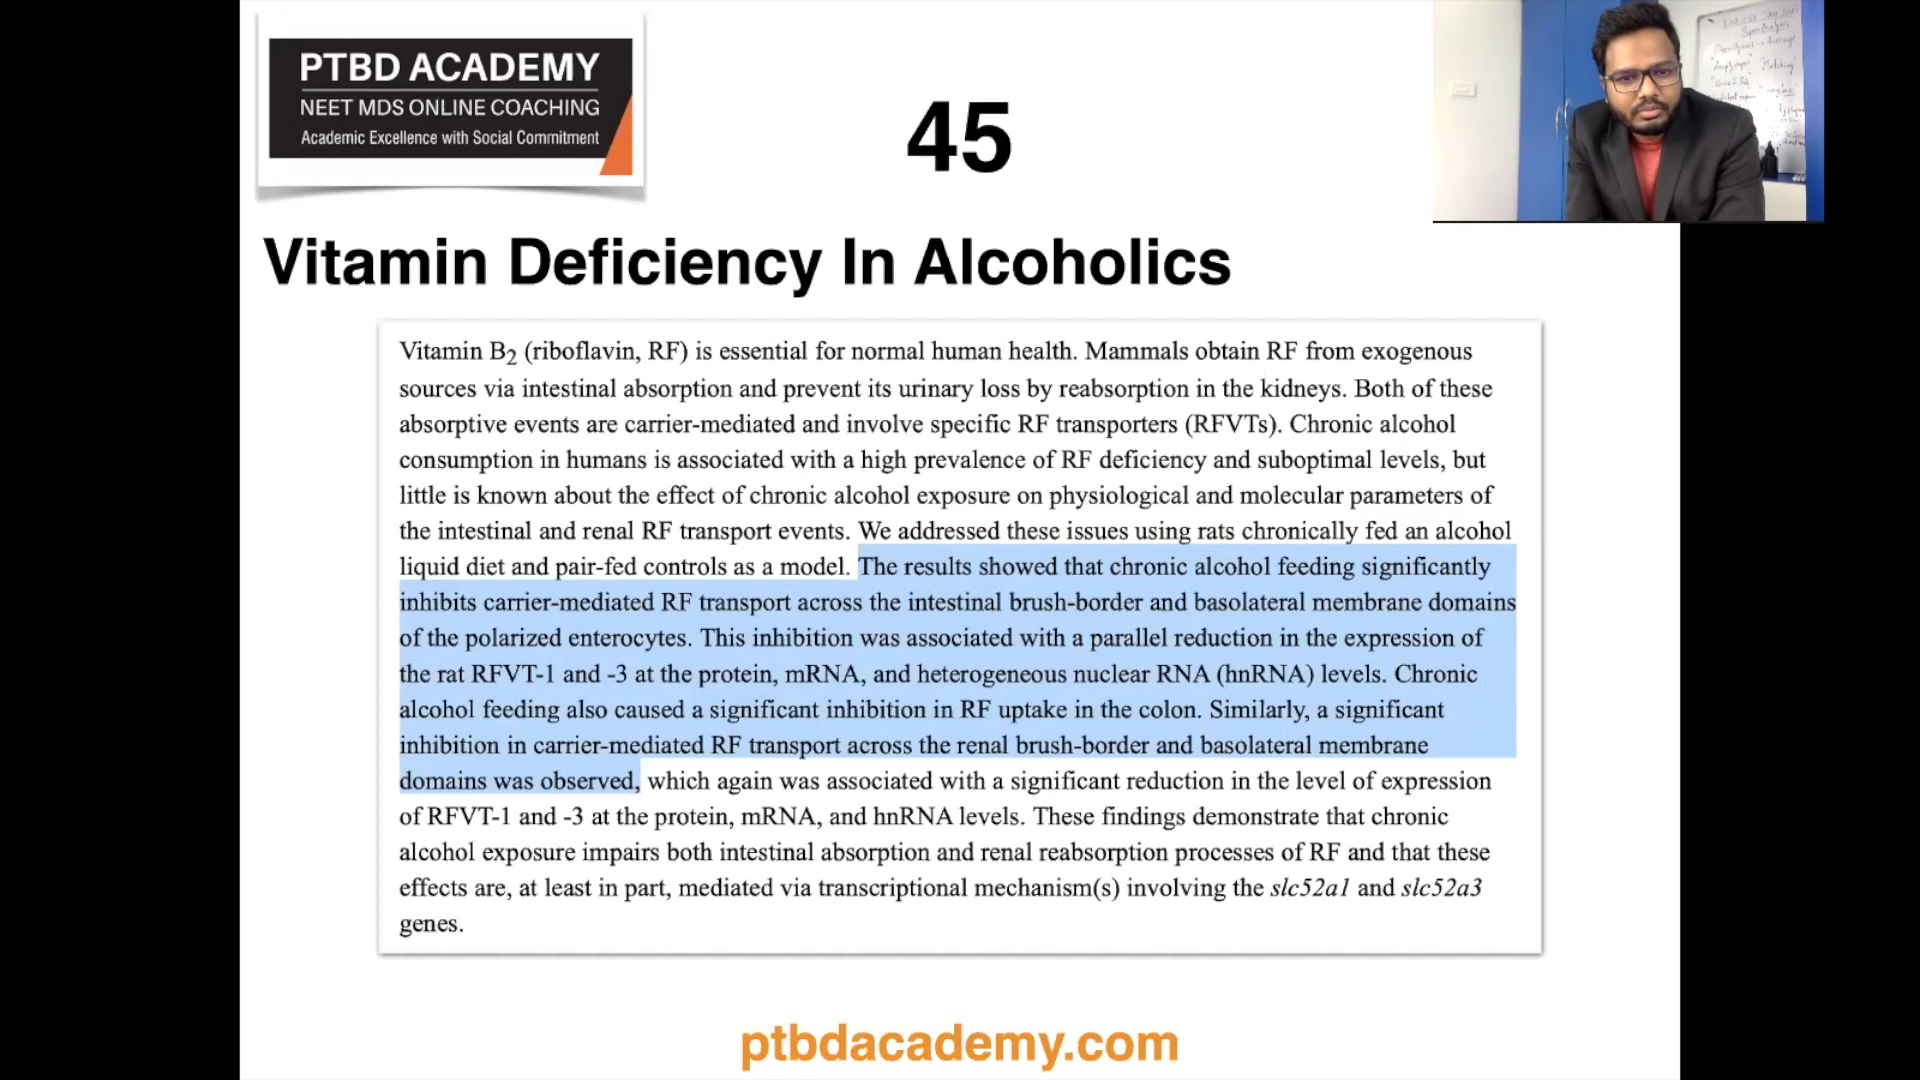 PTBD ACADEMY
NEET MDS ONLINE COACHING
Academic Excellence with Social Commitment
45
Vitamin Deficiency In Alcoholics
Vitamin B2 (riboflavin, RF) is essential for normal human health. Mammals obtain RF from exogenous
sources via intestinal absorption and prevent its urinary loss by reabsorption in the kidneys. Both of these
absorptive events are carrier-mediated and involve specific RF transporters (RFVTs). Chronic alcohol
consumption in humans is associated with a high prevalence of RF deficiency and suboptimal levels, but
little is known about the effect of chronic alcohol exposure on physiological and molecular parameters of
the intestinal and renal RF transport events. We addressed these issues using rats chronically fed an alcohol
liquid diet and pair-fed controls as a model. The results showed that chronic alcohol feeding significantly
inhibits carrier-mediated RF transport across the intestinal brush-border and basolateral membrane domains
of the polarized enterocytes. This inhibition was associated with a parallel reduction in the expression of
the rat RFVT-1 and -3 at the protein, mRNA, and heterogeneous nuclear RNA (hnRNA) levels. Chronic
alcohol feeding also caused a significant inhibition in RF uptake in the colon. Similarly, a significant
inhibition in carrier-mediated RF transport across the renal brush-border and basolateral membrane
domains was observed, which again was associated with a significant reduction in the level of expression
of RFVT-1 and -3 at the protein, mRNA, and hnRNA levels. These findings demonstrate that chronic
alcohol exposure impairs both intestinal absorption and renal reabsorption processes of RF and that these
effects are, at least in part, mediated via transcriptional mechanism(s) involving the slc52a1 and slc52a3
genes.
ptbdacademy.com